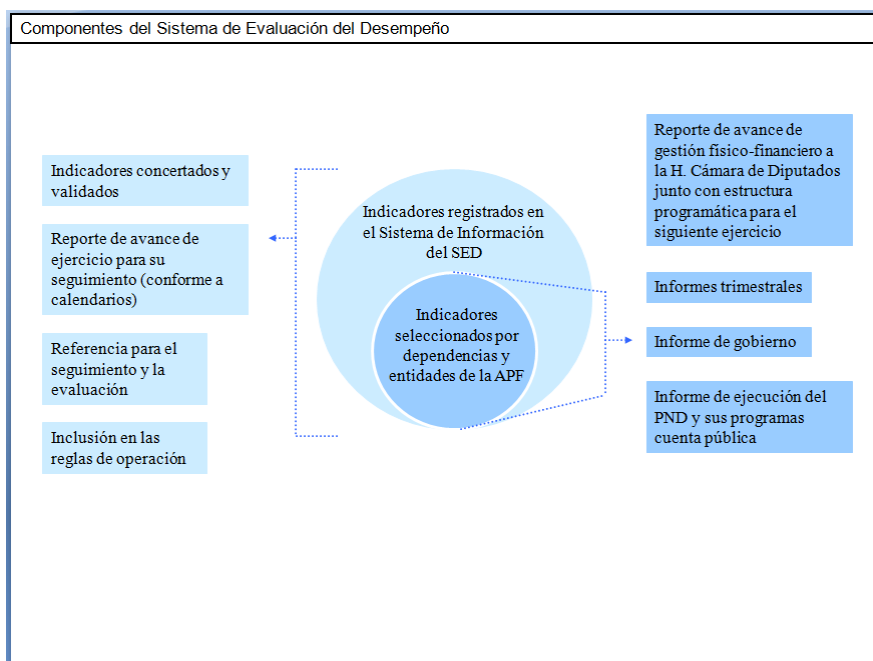 Componentes del Sistema de Evaluación del Desempeño
Indicadores concertados y
validados
Reporte de avance de
ejercicio para su
seguimiento (conforme a
calendarios)
Referencia para el
seguimiento y la
evaluación
Inclusión en las
reglas de operación
Indicadores registrados en
el Sistema de Información
del SED
Indicadores
seleccionados por
dependencias y
entidades de la APF
Reporte de avance de
gestión físico-financiero a
la H. Cámara de Diputados
junto con estructura
programática para el
siguiente ejercicio
Informes trimestrales
Informe de gobierno
Informe de ejecución del
PND y sus programas
cuenta pública